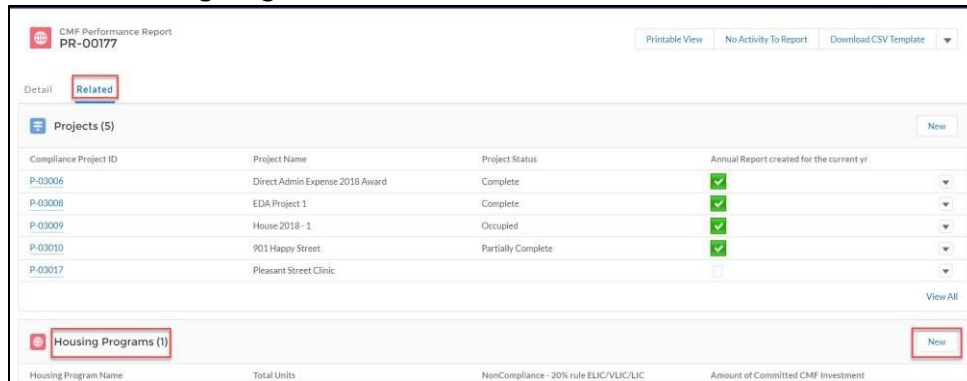 CMF Performance Report
PR-00177
Printable View No Activity To Report Download CSV Template
Detail Related
Projects (5) New
Compliance Project ID Project Name Project Status Annual Report created for the current yr
P-03006 Direct Admin Expense 2018 Award Complete
P-03008 EDA Project 1 Complete
P-03009 House 2018 - 1 Occupied
P-03010 901 Happy Street Partially Complete
P-03017 Pleasant Street Clinic
View All
Housing Programs (1) New
Housing Program Name Total Units NonCompliance - 20% rule ELIC/VLIC/LIC Amount of Committed CMF Investment